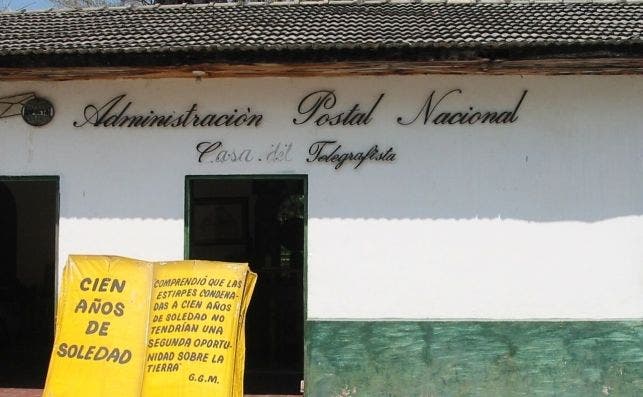 Administraciòn Postal Nacional
Casa del Telegrafista
CIEN
AÑOS
DE
SOLEDAD
COMPRENDIÓ QUE LAS
ESTIRPES CONDENA-
DAS A CIEN AÑOS
DE SOLEDAD NO
TENDRÍAN UNA
SEGUNDA OPORTU-
NIDAD SOBRE LA
TIERRA
G.G.M.